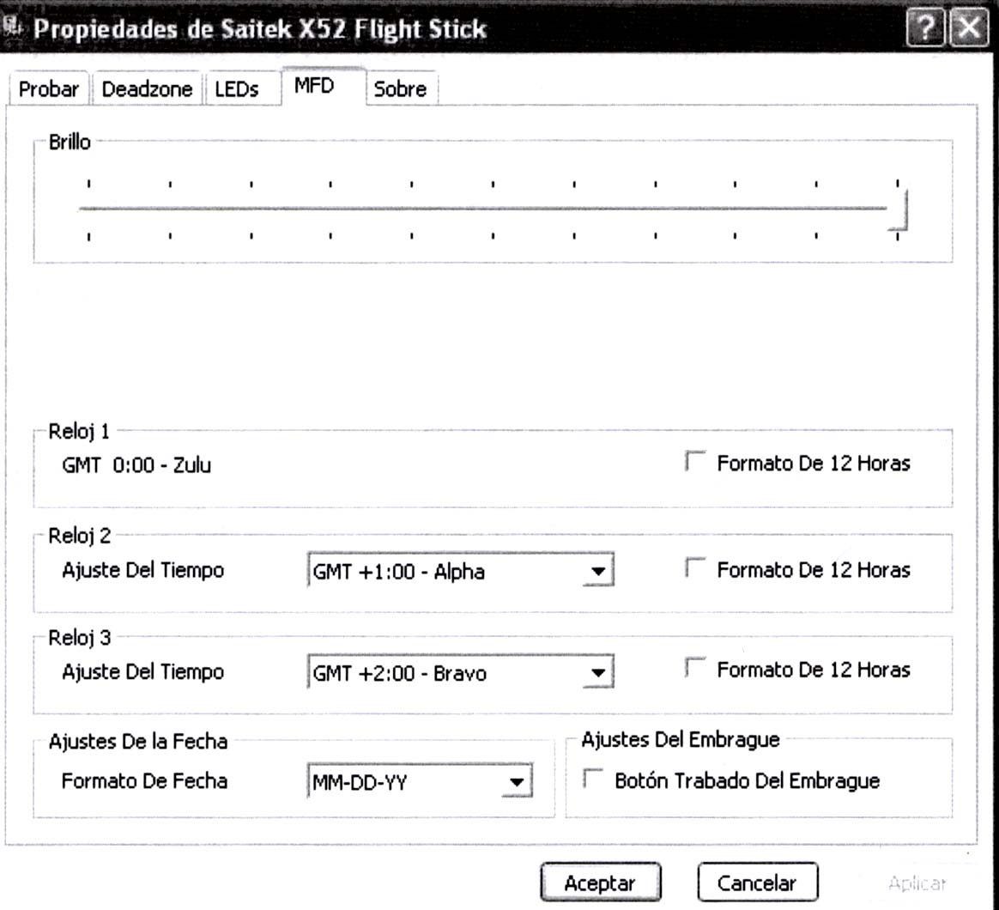 Propiedades de Saitek X52 Flight Stick
Probar Deadzone LEDs MFD Sobre
Brillo
Reloj 1
GMT 0:00 - Zulu Formato De 12 Horas
Reloj 2
Ajuste Del Tiempo GMT +1:00 - Alpha Formato De 12 Horas
Reloj 3
Ajuste Del Tiempo GMT +2:00 - Bravo Formato De 12 Horas
Ajustes De la Fecha Ajustes Del Embrague
Formato De Fecha MM-DD-YY Botón Trabado Del Embrague
Aceptar Cancelar Aplicar